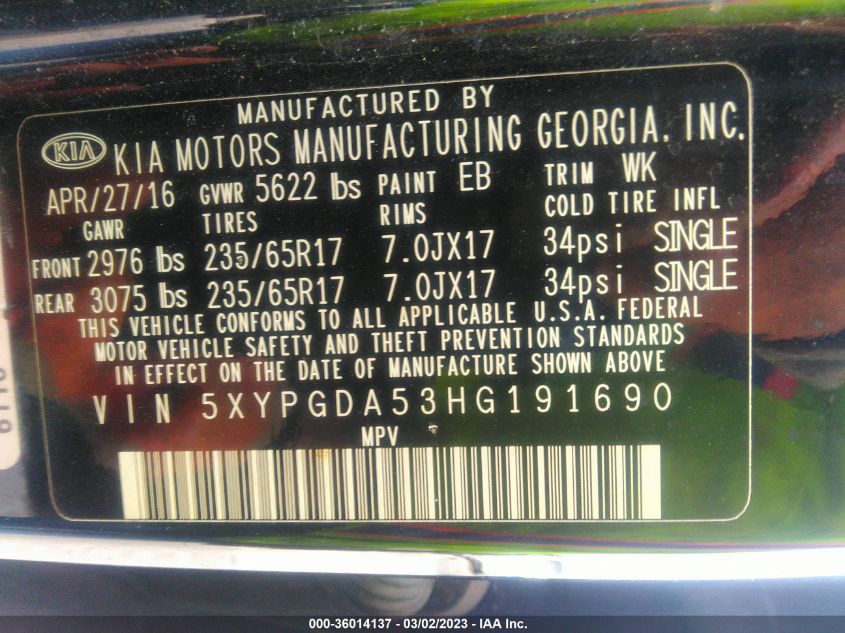 MANUFACTURED BY
KIA KIA MOTORS MANUFACTURING GEORGIA, INC.
APR/27/16 GVWR 5622 lbs PAINT EB TRIM WK
GAWR TIRES RIMS COLD TIRE INFL
FRONT 2976 lbs 235/65R17 7.0JX17 34psi SINGLE
REAR 3075 lbs 235/65R17 7.0JX17 34psi SINGLE
THIS VEHICLE CONFORMS TO ALL APPLICABLE U.S.A. FEDERAL
MOTOR VEHICLE SAFETY AND THEFT PREVENTION STANDARDS
IN EFFECT ON THE DATE OF MANUFACTURE SHOWN ABOVE
VIN 5XYPGDA53HG191690
MPV
000-36014137 - 03/02/2023 - IAA Inc.